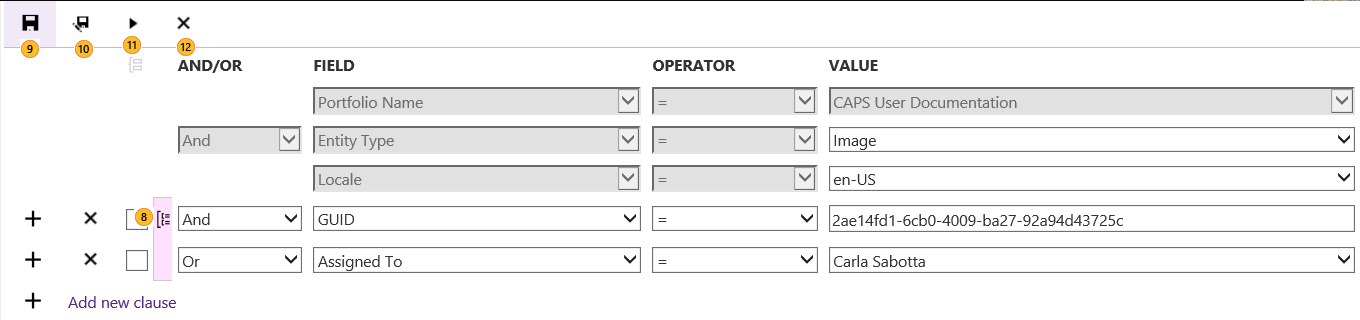 9 10 11 12
AND/OR FIELD OPERATOR VALUE
Portfolio Name = CAPS User Documentation
And Entity Type = Image
Locale = en-US
8 And GUID = 2ae14fd1-6cb0-4009-ba27-92a94d43725c
Or Assigned To = Carla Sabotta
Add new clause